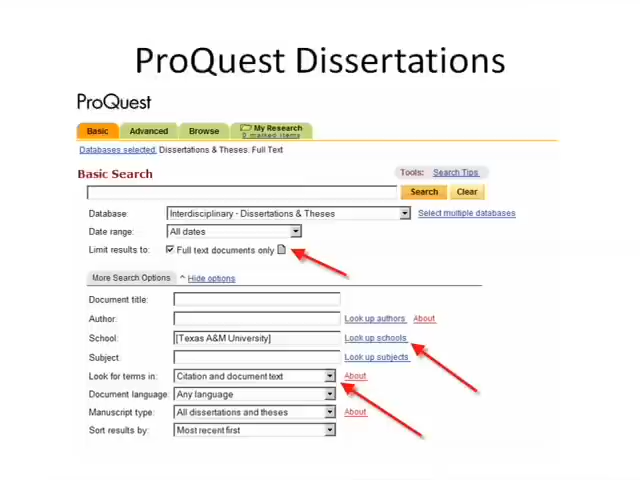 ProQuest Dissertations
ProQuest
Basic Advanced Browse My Research
0 marked items
Databases selected: Dissertations & Theses: Full Text
Basic Search Tools: Search Tips
Search Clear
Database: Interdisciplinary - Dissertations & Theses Select multiple databases
Date range: All dates
Limit results to: Full text documents only
More Search Options ^ Hide options
Document title:
Author: Look up authors About
School: [Texas A&M University] Look up schools
Subject: Look up subjects
Look for terms in: Citation and document text About
Document language: Any language
Manuscript type: All dissertations and theses About
Sort results by: Most recent first